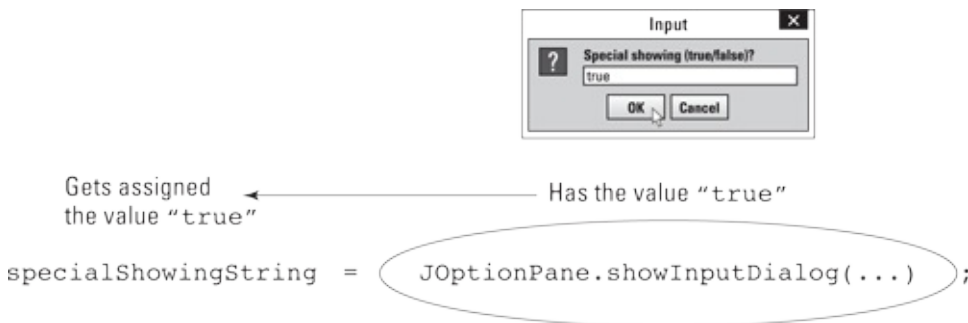 Input
X
?
Special showing (true/false)?
true
OK Cancel
Gets assigned
the value "true"
Has the value "true"
specialShowingString = JOptionPane.showInputDialog(...) ;